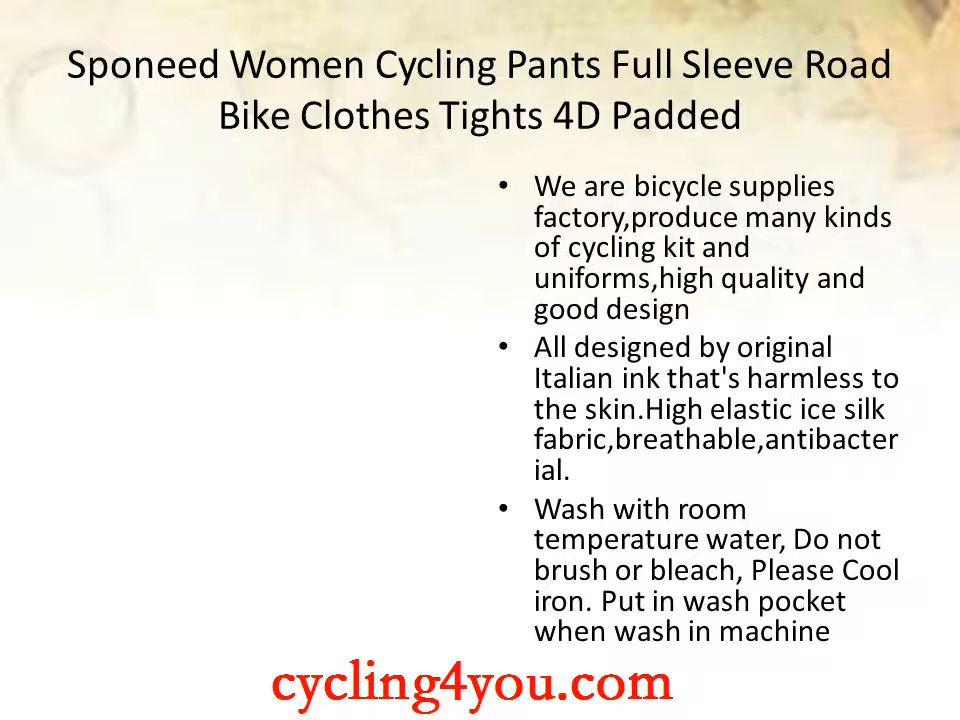 Sponeed Women Cycling Pants Full Sleeve Road
Bike Clothes Tights 4D Padded
• We are bicycle supplies
factory,produce many kinds
of cycling kit and
uniforms,high quality and
good design
• All designed by original
Italian ink that's harmless to
the skin.High elastic ice silk
fabric,breathable,antibacter
ial.
• Wash with room
temperature water, Do not
brush or bleach, Please Cool
iron. Put in wash pocket
when wash in machine
cycling4you.com